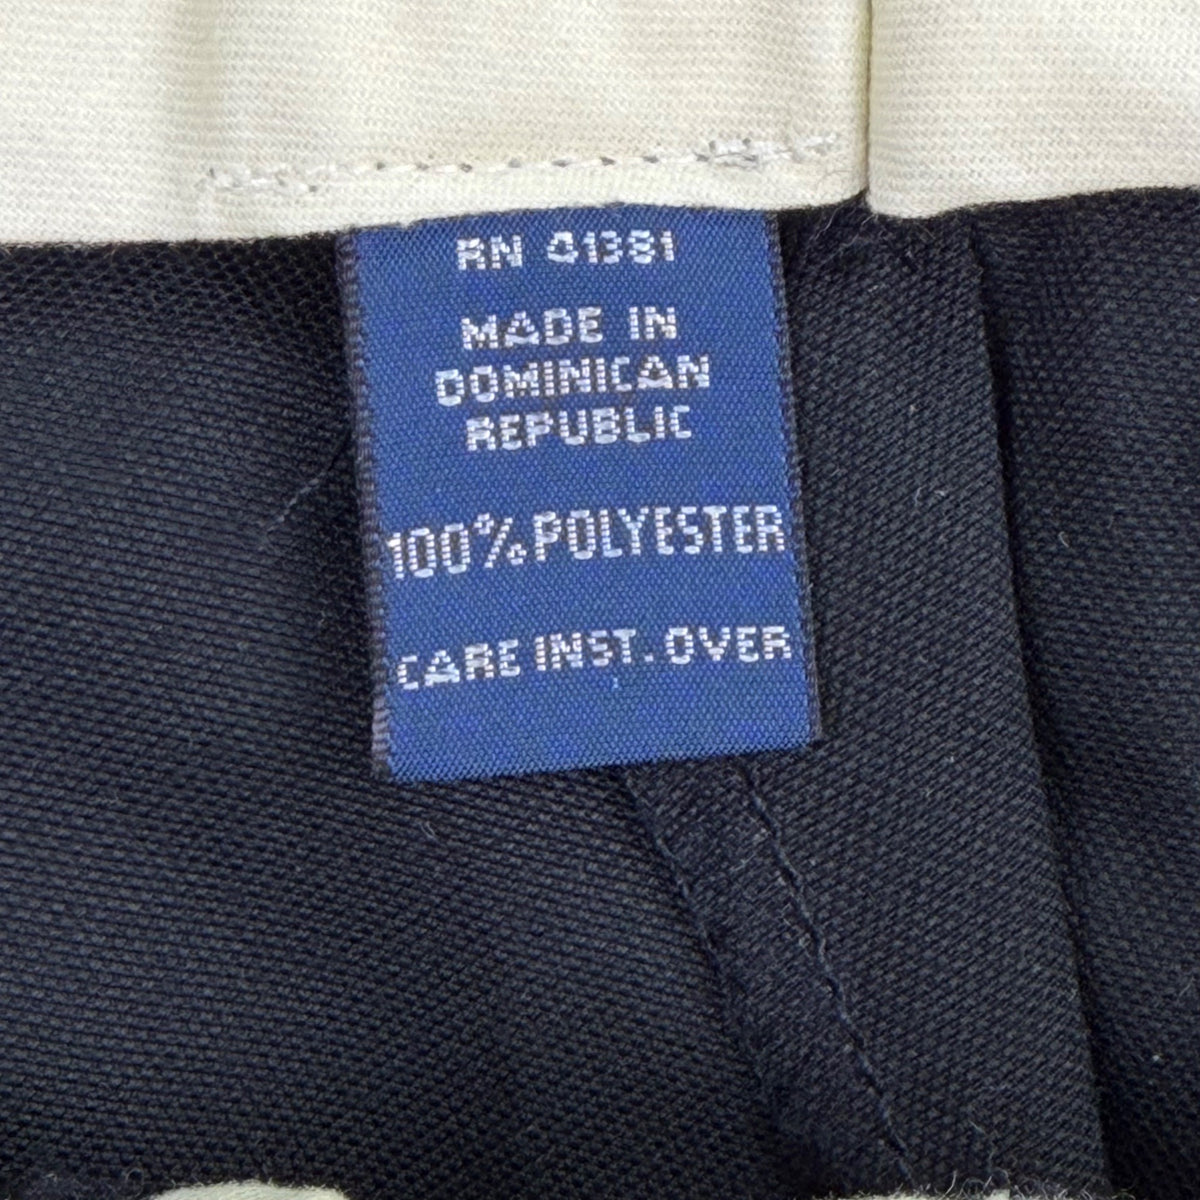 RN 41381
MADE IN
DOMINICAN
REPUBLIC
100% POLYESTER
CARE INST. OVER